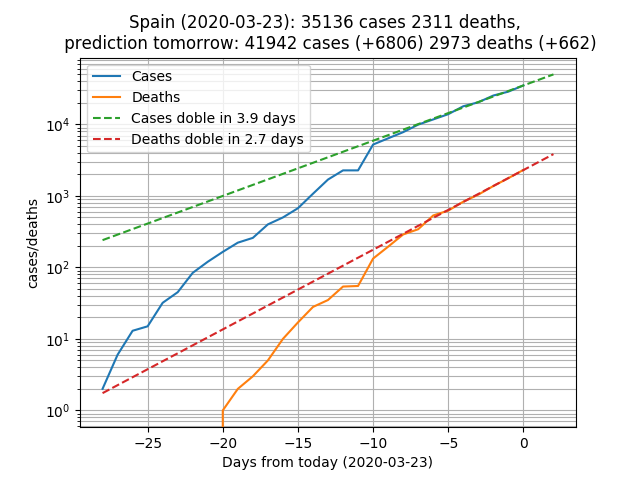 Spain (2020-03-23): 35136 cases 2311 deaths,
prediction tomorrow: 41942 cases (+6806) 2973 deaths (+662)
Cases
Deaths
Cases doble in 3.9 days
Deaths doble in 2.7 days
cases/deaths
10⁴
10³
10²
10¹
10⁰
−25 −20 −15 −10 −5 0
Days from today (2020-03-23)